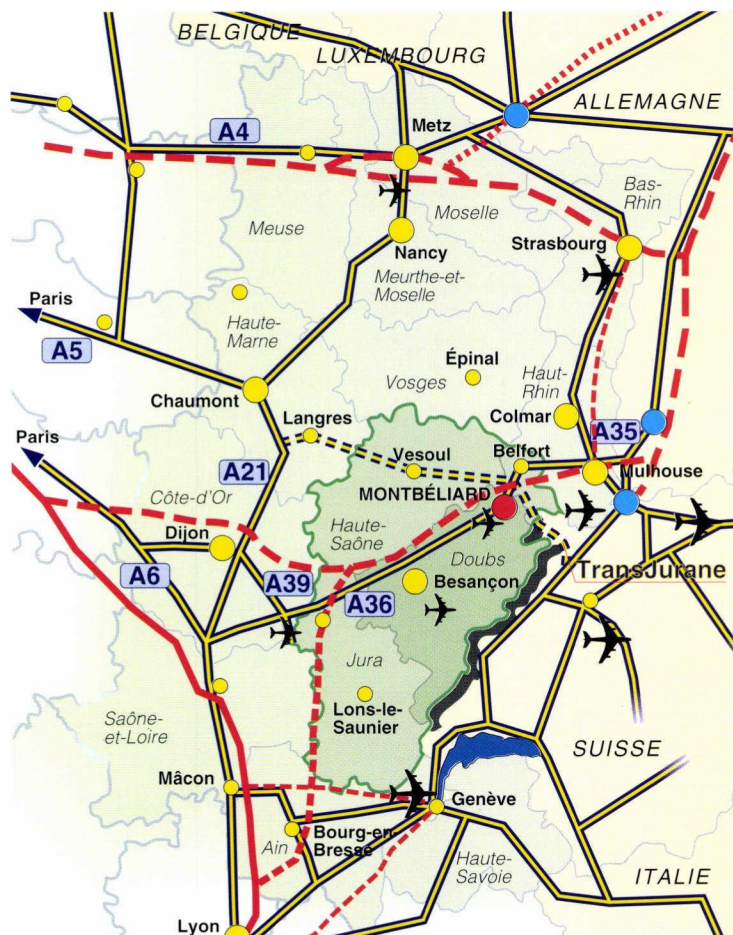 BELGIQUE
LUXEMBOURG
ALLEMAGNE
A4
Metz
Bas-
Rhin
Meuse
Moselle
Strasbourg
Nancy
Meurthe-et-
Moselle
Paris
A5
Haute-
Marne
Épinal
Haut-
Rhin
Vosges
Chaumont
Colmar
Langres
A35
Belfort
Paris
A21
Vesoul
Mulhouse
MONTBÉLIARD
Côte-d'Or
Haute-
Saône
Dijon
Doubs
TransJurane
A6
A39
Besançon
A36
Jura
Lons-le-
Saunier
Saône-
et-Loire
SUISSE
Mâcon
Genève
Bourg-en-
Bresse
Ain
Haute-
Savoie
ITALIE
Lyon